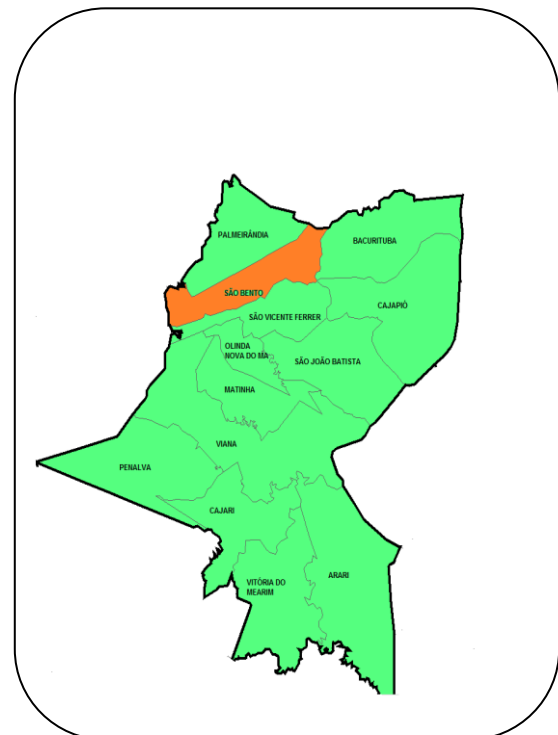 PALMEIRÂNDIA
BACURITUBA
SÃO BENTO
CAJAPIÓ
SÃO VICENTE FERRER
OLINDA
NOVA DO MA
SÃO JOÃO BATISTA
MATINHA
VIANA
PENALVA
CAJARI
ARARI
VITÓRIA DO
MEARIM